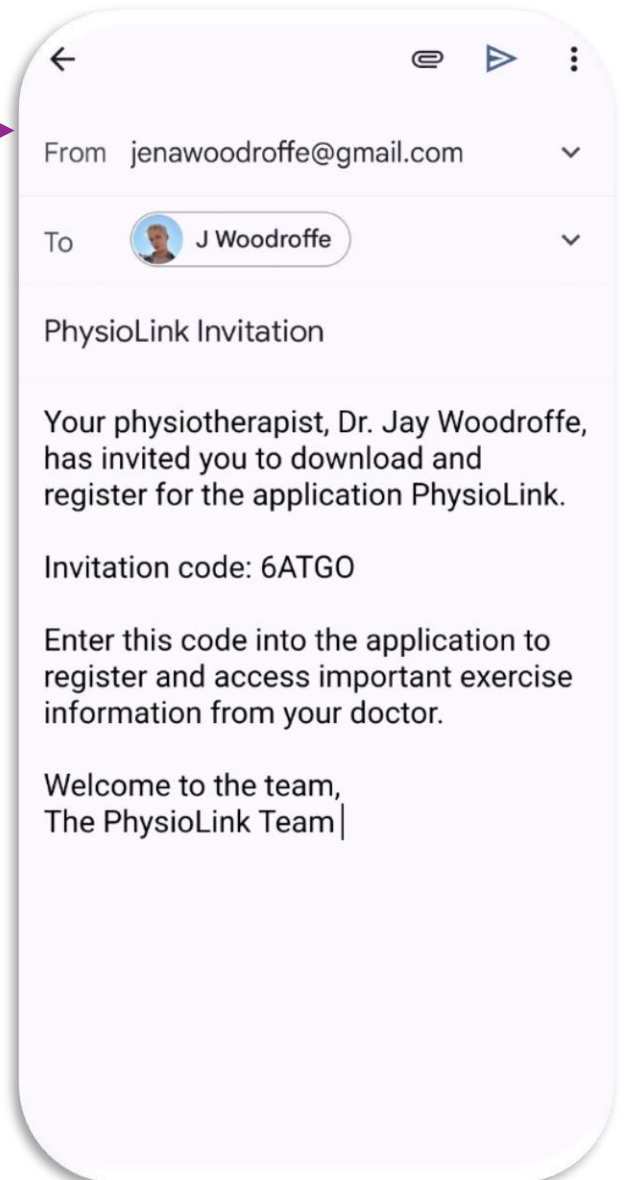 From jenawoodroffe@gmail.com
To J Woodroffe
PhysioLink Invitation
Your physiotherapist, Dr. Jay Woodroffe,
has invited you to download and
register for the application PhysioLink.
Invitation code: 6ATGO
Enter this code into the application to
register and access important exercise
information from your doctor.
Welcome to the team,
The PhysioLink Team